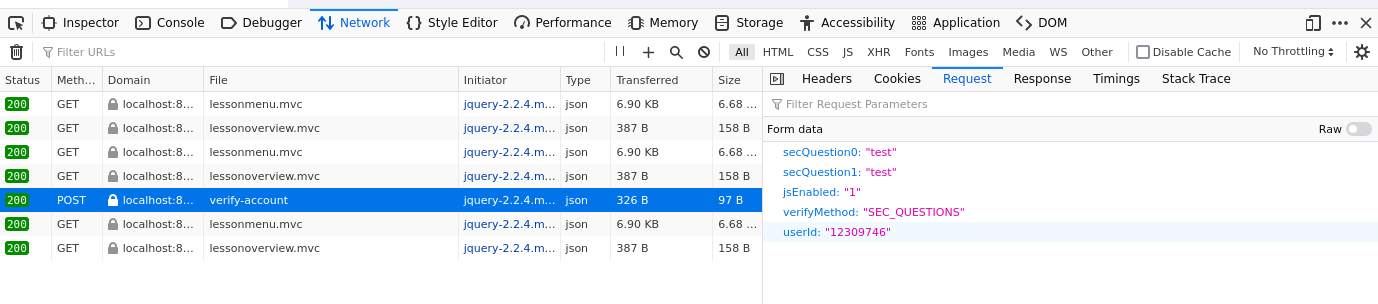 Inspector Console Debugger Network Style Editor Performance Memory Storage Accessibility Application DOM
Filter URLs All HTML CSS JS XHR Fonts Images Media WS Other Disable Cache No Throttling
Status Meth... Domain File Initiator Type Transferred Size
200 GET localhost:8... lessonmenu.mvc jquery-2.2.4.m... json 6.90 KB 6.68 ...
200 GET localhost:8... lessonoverview.mvc jquery-2.2.4.m... json 387 B 158 B
200 GET localhost:8... lessonmenu.mvc jquery-2.2.4.m... json 6.90 KB 6.68 ...
200 GET localhost:8... lessonoverview.mvc jquery-2.2.4.m... json 387 B 158 B
200 POST localhost:8... verify-account jquery-2.2.4.m... json 326 B 97 B
200 GET localhost:8... lessonmenu.mvc jquery-2.2.4.m... json 6.90 KB 6.68 ...
200 GET localhost:8... lessonoverview.mvc jquery-2.2.4.m... json 387 B 158 B
Headers Cookies Request Response Timings Stack Trace
Filter Request Parameters
Form data Raw
secQuestion0: "test"
secQuestion1: "test"
jsEnabled: "1"
verifyMethod: "SEC_QUESTIONS"
userId: "12309746"